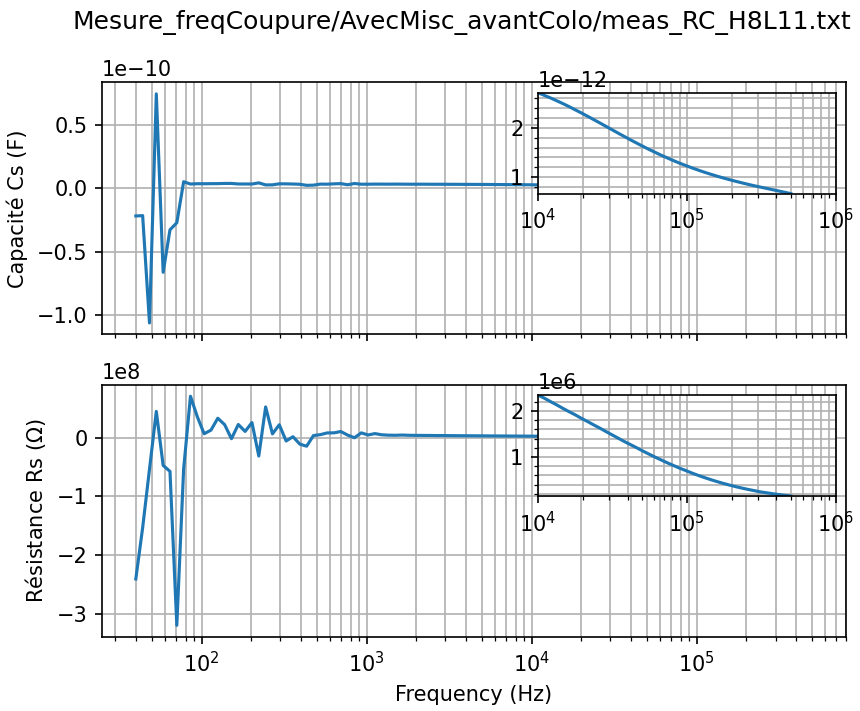 Mesure_freqCoupure/AvecMisc_avantColo/meas_RC_H8L11.txt
1e−10
1e−12
0.5
0.0
−0.5
−1.0
Capacité Cs (F)
2
1
10^4
10^5
10^6
1e8
1e6
0
−1
−2
−3
Résistance Rs (Ω)
2
1
10^4
10^5
10^6
10^2
10^3
10^4
10^5
Frequency (Hz)